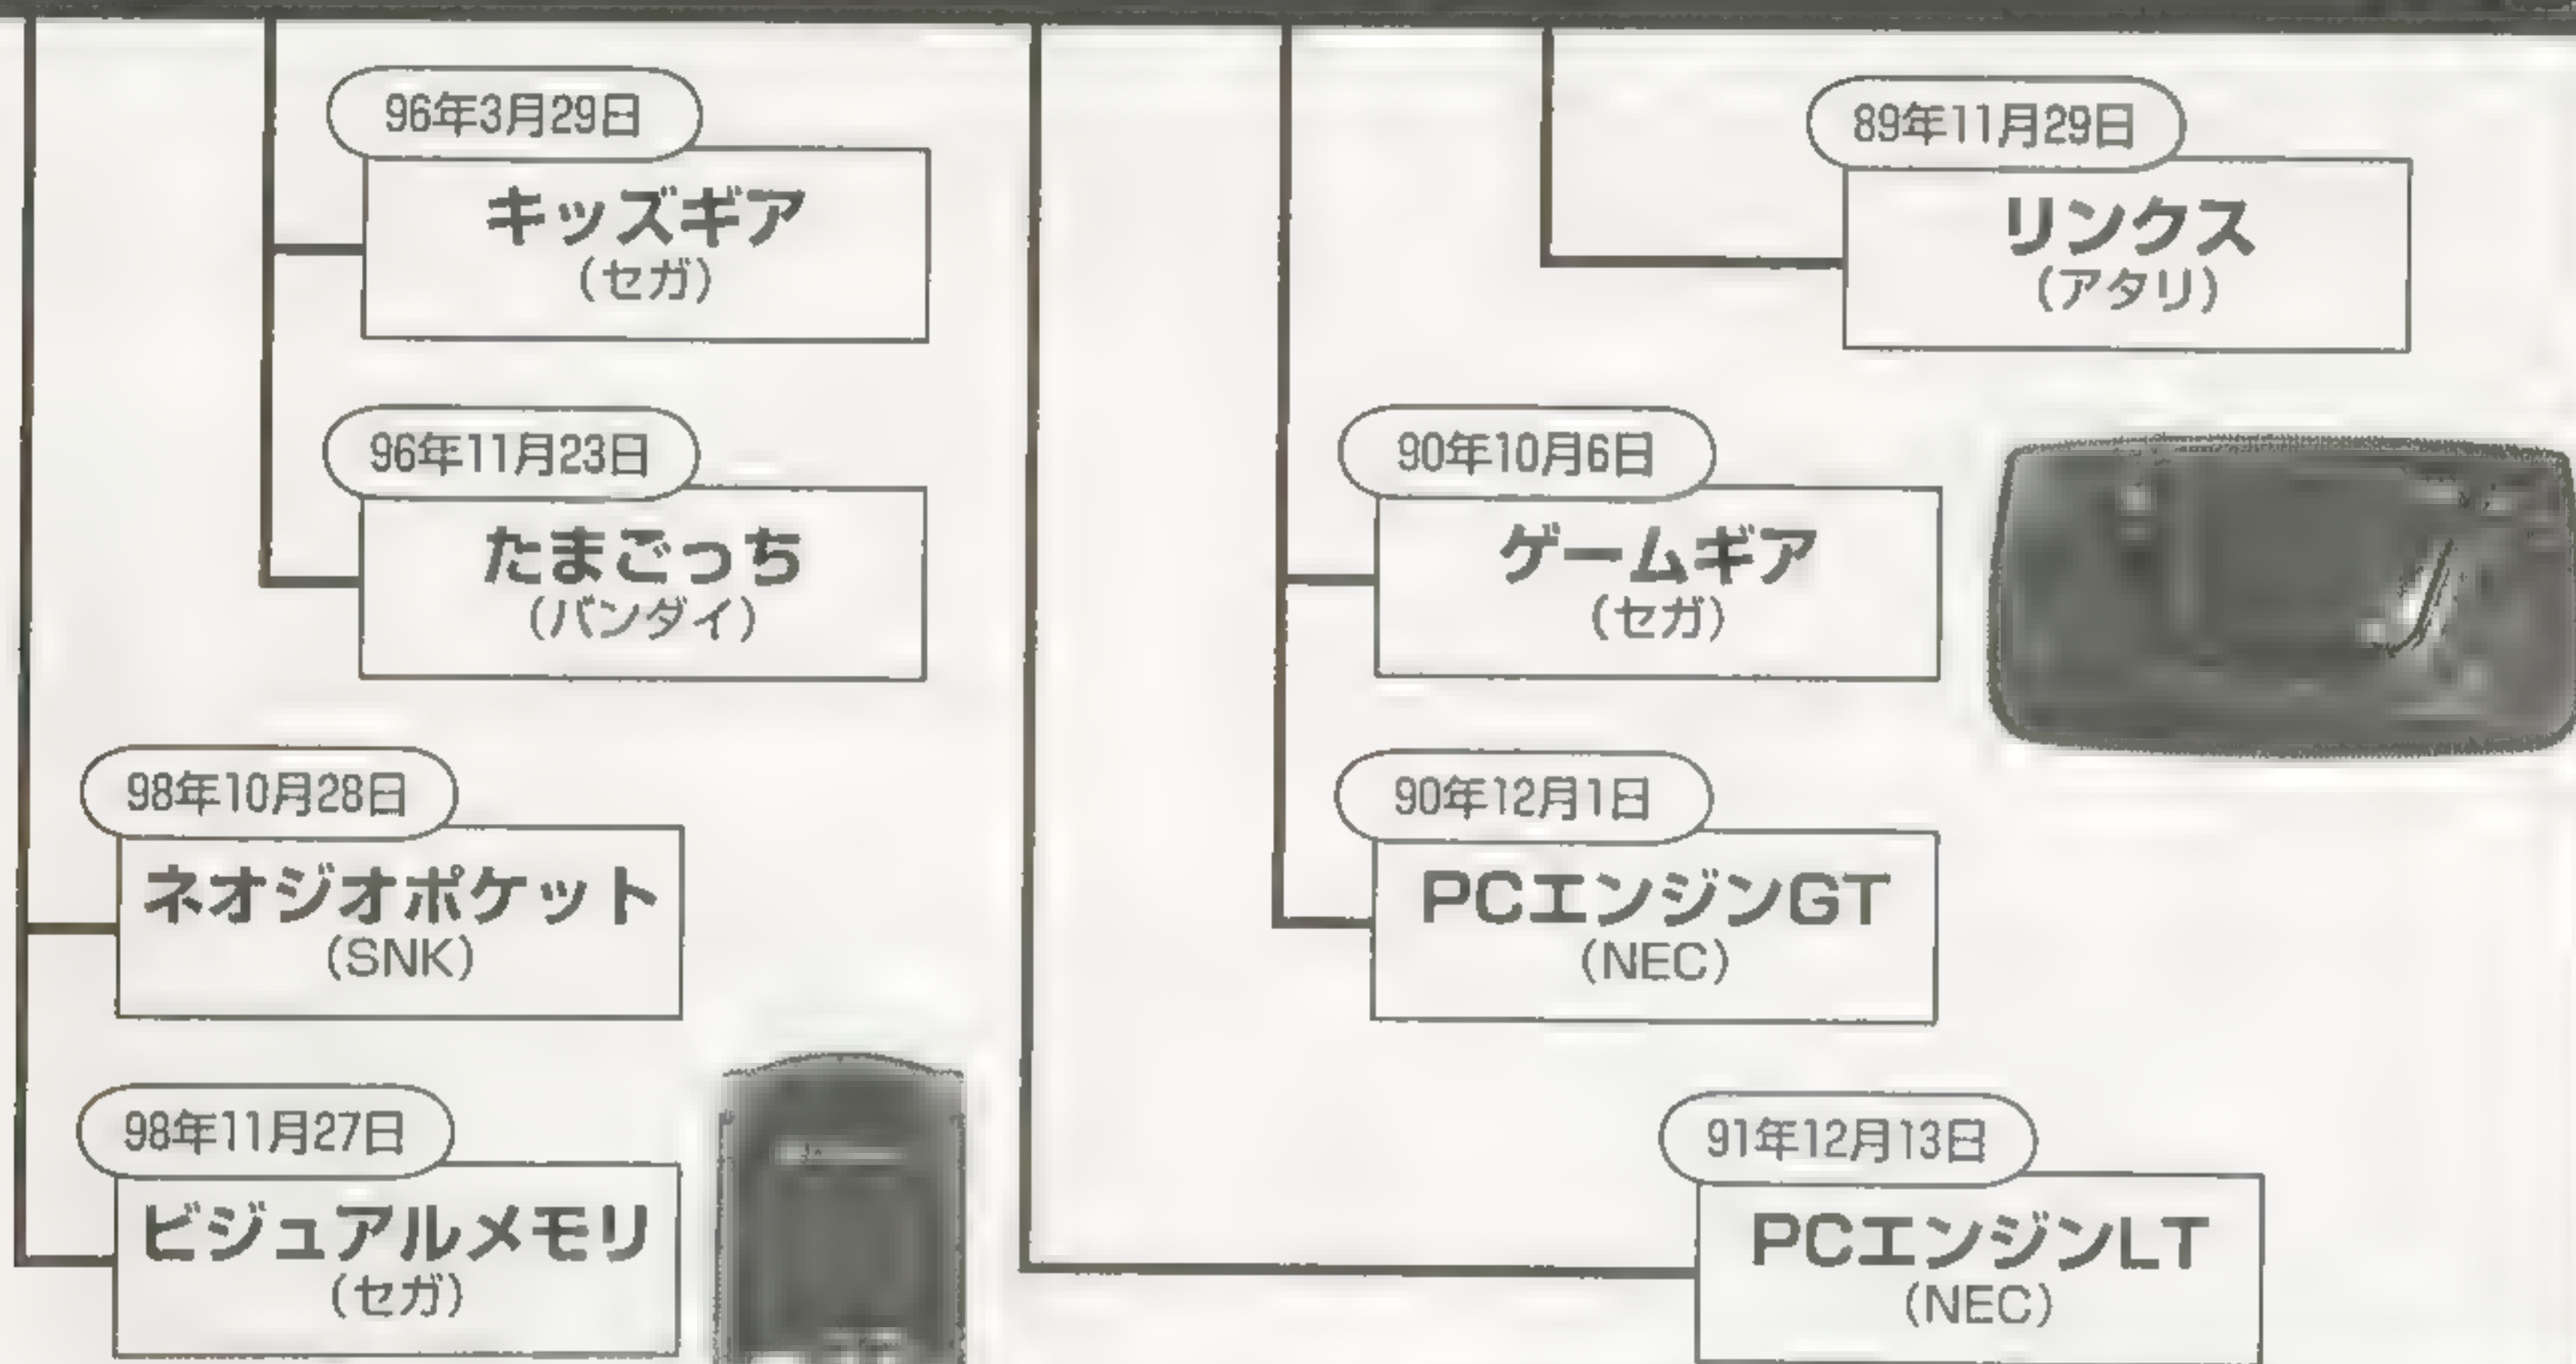 96年3月29日
キッズギア
(セガ)
96年11月23日
たまごっち
(バンダイ)
98年10月28日
ネオジオポケット
(SNK)
98年11月27日
ビジュアルメモリ
(セガ)
89年11月29日
リンクス
(アタリ)
90年10月6日
ゲームギア
(セガ)
90年12月1日
PCエンジンGT
(NEC)
91年12月13日
PCエンジンLT
(NEC)